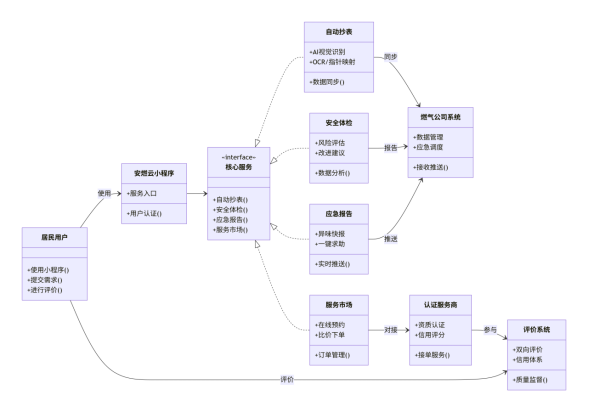 自动抄表
+AI视觉识别
+OCR/指针映射
+数据同步()
同步
燃气公司系统
+数据管理
+应急调度
+接收推送()
安全体检
+风险评估
+改进建议
+数据分析()
报告
«interface»
核心服务
+自动抄表()
+安全体检()
+应急报告()
+服务市场()
安燃云小程序
+服务入口
+用户认证()
使用
应急报告
+异味快报
+一键求助
+实时推送()
推送
居民用户
+使用小程序()
+提交需求()
+进行评价()
服务市场
+在线预约
+比价下单
+订单管理()
对接
认证服务商
+资质认证
+信用评分
+接单服务()
参与
评价系统
+双向评价
+信用体系
+质量监督()
评价